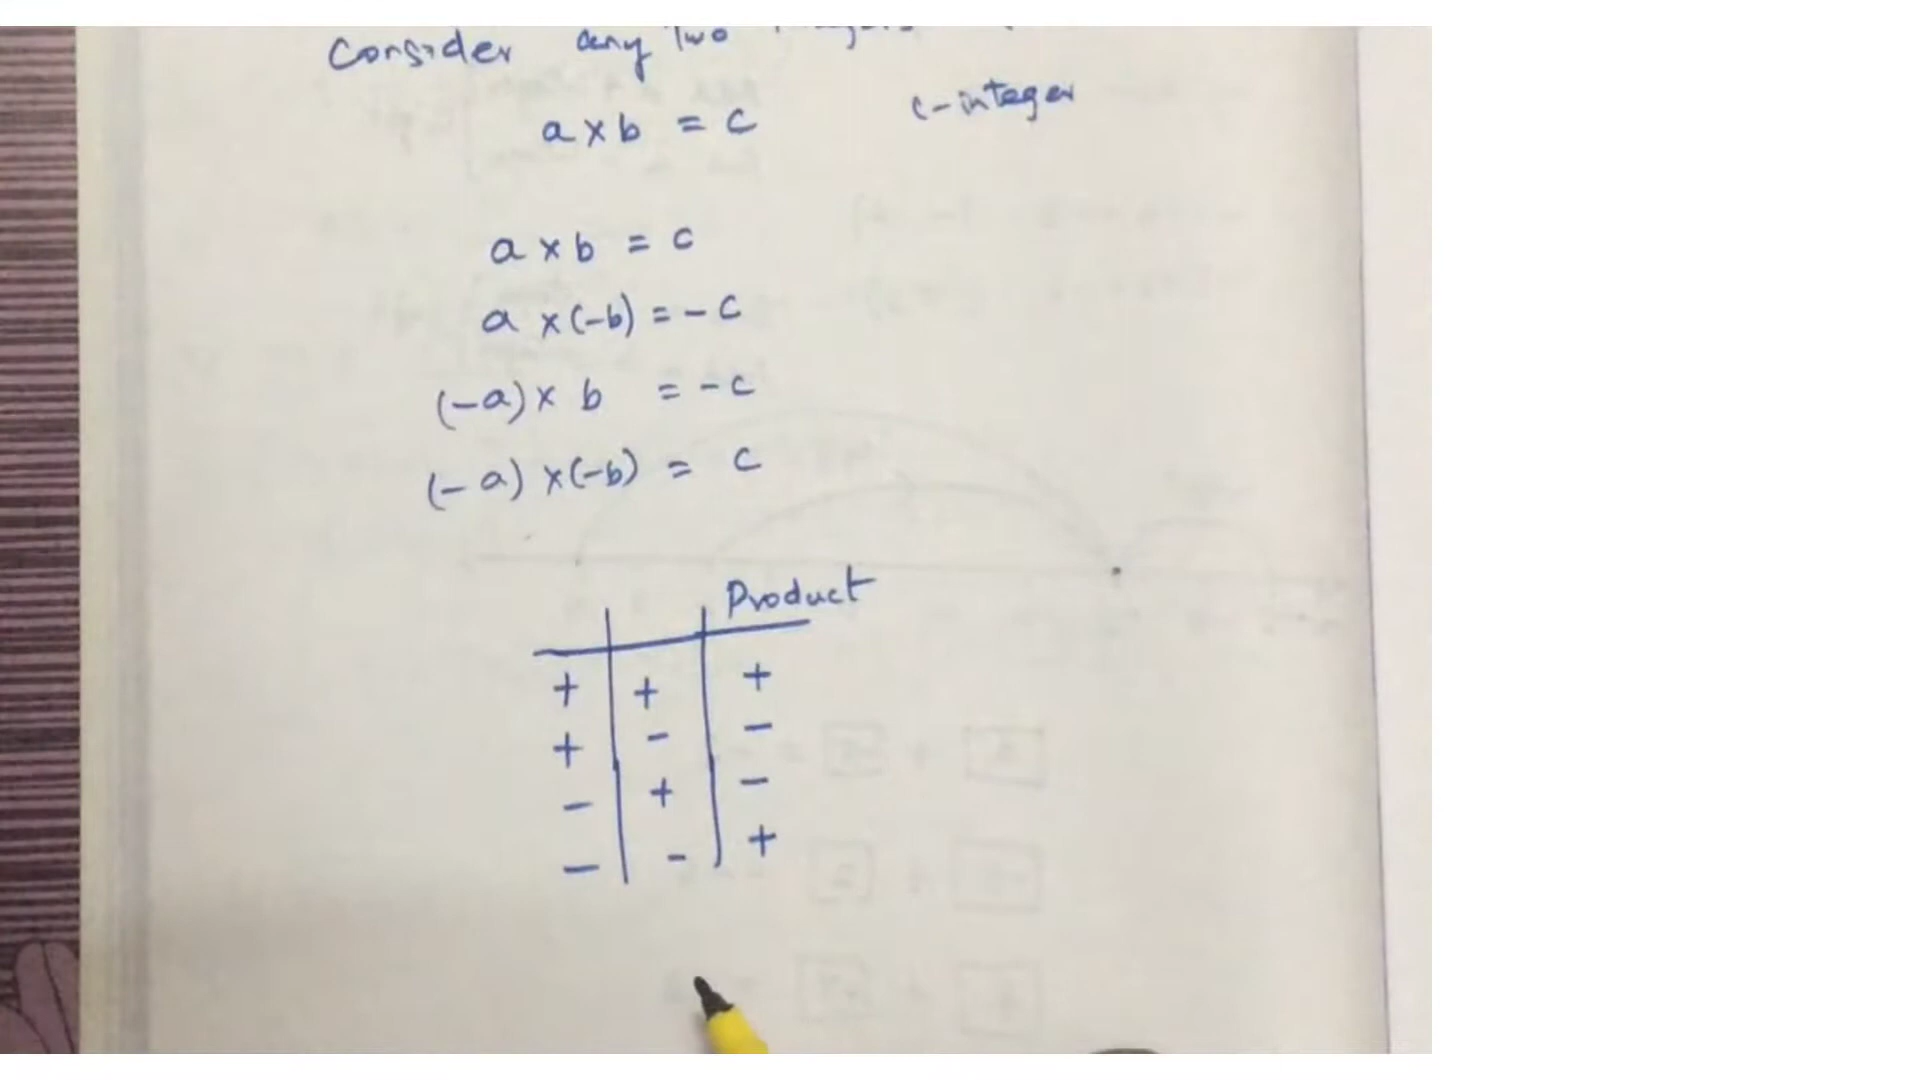 Consider any Two
c-integer
a × b = c
a × b = c
a × (-b) = - c
(-a) × b = - c
(- a) × (-b) = c
Product
+ + +
+ - -
- + -
- - +